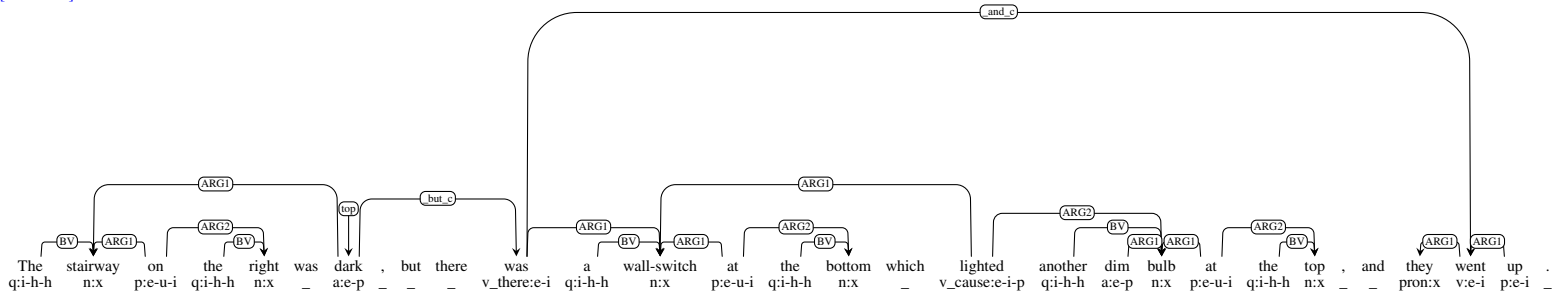 _and_c
ARG1 ARG1
top _but_c
ARG2
ARG2 ARG1 ARG2 BV ARG2
BV ARG1 BV BV ARG1 BV ARG1 ARG1 BV ARG1 ARG1
The stairway on the right was dark , but there was a wall-switch at the bottom which lighted another dim bulb at the top , and they went up .
q:i-h-h n:x p:e-u-i q:i-h-h n:x _ a:e-p _ _ _ v_there:e-i q:i-h-h n:x p:e-u-i q:i-h-h n:x _ v_cause:e-i-p q:i-h-h a:e-p n:x p:e-u-i q:i-h-h n:x _ _ pron:x v:e-i p:e-i _